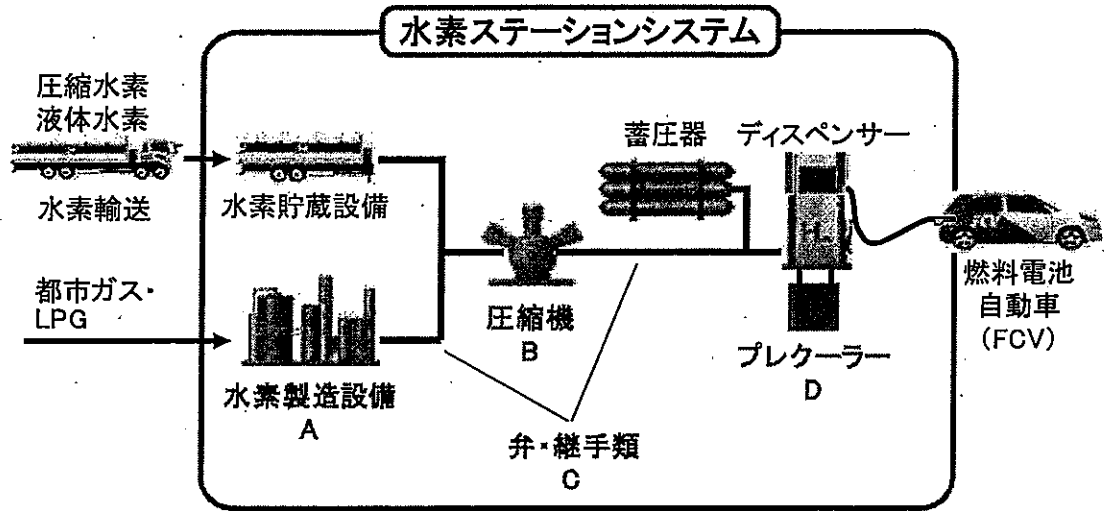 水素ステーションシステム
圧縮水素
液体水素
水素輸送
水素貯蔵設備
都市ガス・
LPG
水素製造設備
A
圧縮機
B
弁・継手類
C
蓄圧器
ディスペンサー
プレクーラー
D
燃料電池
自動車
(FCV)